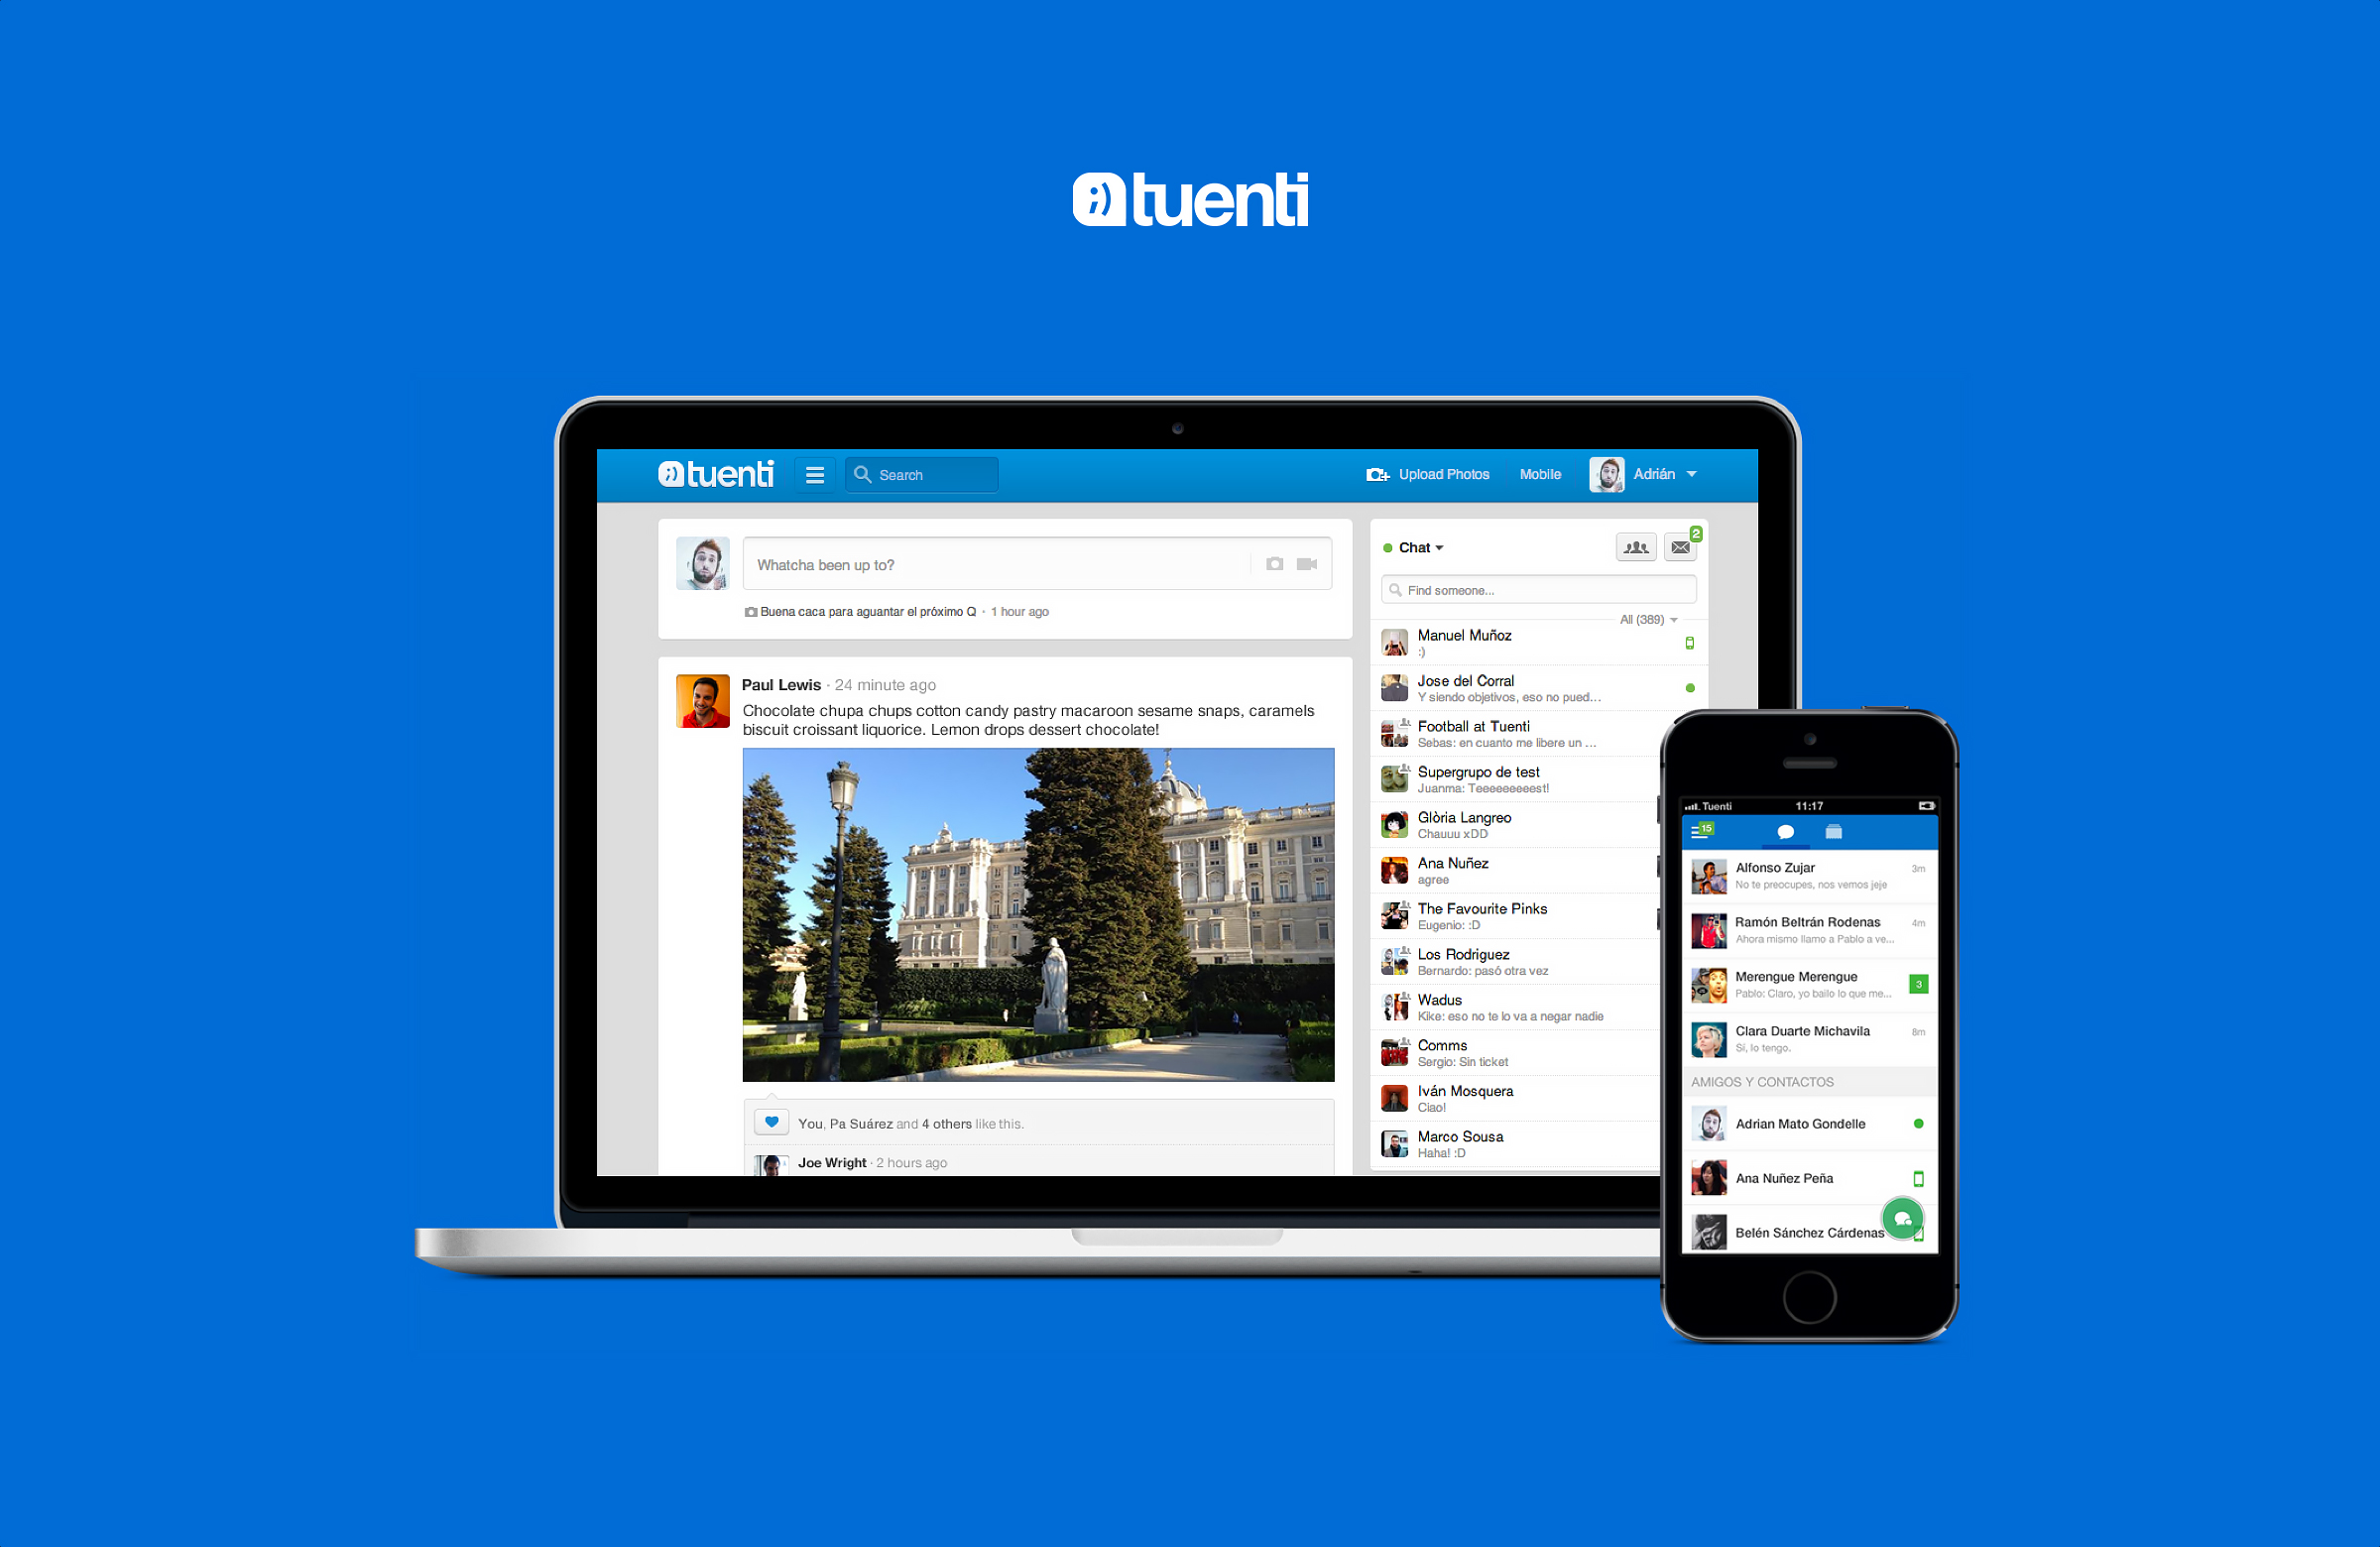 tuenti
tuenti
Search
Upload Photos
Mobile
Adrián
Whatcha been up to?
Buena caca para aguantar el próximo Q · 1 hour ago
Paul Lewis · 24 minute ago
Chocolate chupa chups cotton candy pastry macaroon sesame snaps, caramels
biscuit croissant liquorice. Lemon drops dessert chocolate!
You, Pa Suárez and 4 others like this.
Joe Wright · 2 hours ago
Chat
2
Find someone...
All (389)
Manuel Muñoz
:)
Jose del Corral
Y siendo objetivos, eso no pued...
Football at Tuenti
Sebas: en cuanto me libere un ...
Supergrupo de test
Juanma: Teeeeeeeeest!
Glòria Langreo
Chauuu xDD
Ana Nuñez
agree
The Favourite Pinks
Eugenio: :D
Los Rodriguez
Bernardo: pasó otra vez
Wadus
Kike: eso no te lo va a negar nadie
Comms
Sergio: Sin ticket
Iván Mosquera
Ciao!
Marco Sousa
Haha! :D
Tuenti
11:17
15
Alfonso Zujar
3m
No te preocupes, nos vemos jeje
Ramón Beltrán Rodenas
4m
Ahora mismo llamo a Pablo a ve...
Merengue Merengue
3
Pablo: Claro, yo bailo lo que me...
Clara Duarte Michavila
8m
Sí, lo tengo.
AMIGOS Y CONTACTOS
Adrian Mato Gondelle
Ana Nuñez Peña
Belén Sánchez Cárdenas